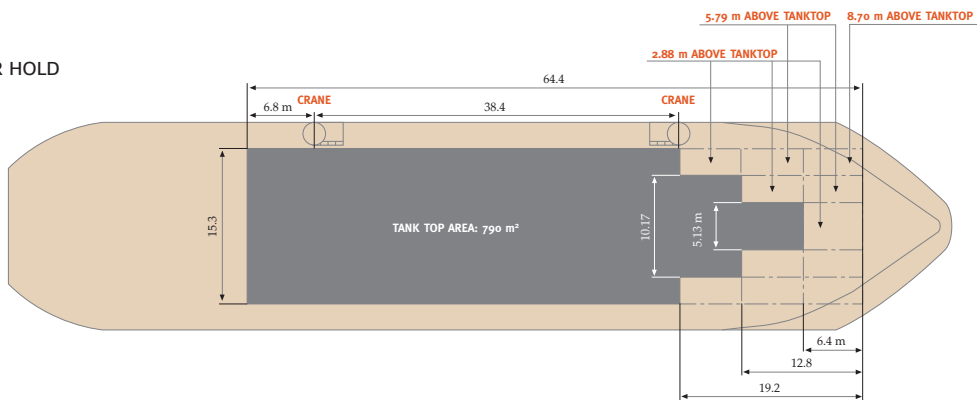 5.79 m ABOVE TANKTOP
8.70 m ABOVE TANKTOP
2.88 m ABOVE TANKTOP
R HOLD
64.4
CRANE
CRANE
6.8 m
38.4
15.3
TANK TOP AREA: 790 m²
10.17
5.13 m
6.4 m
12.8
19.2